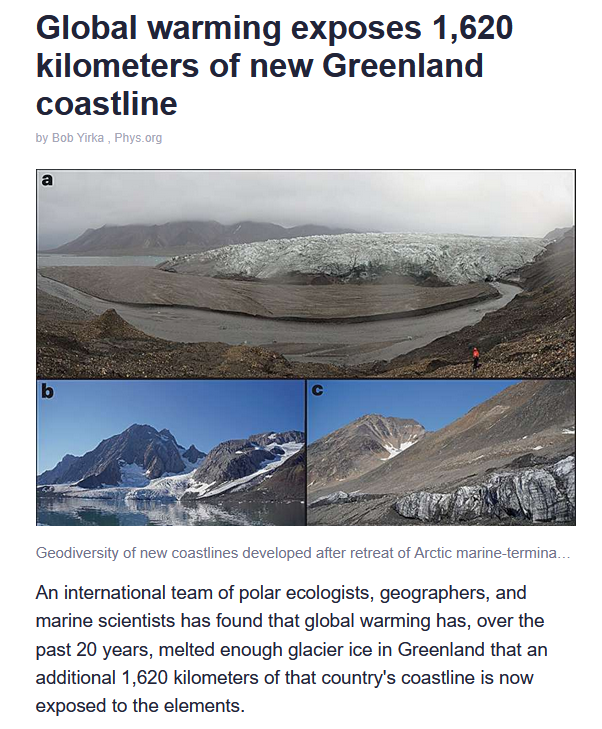 Global warming exposes 1,620
kilometers of new Greenland
coastline
by Bob Yirka , Phys.org
a
b
c
Geodiversity of new coastlines developed after retreat of Arctic marine-termina…
An international team of polar ecologists, geographers, and
marine scientists has found that global warming has, over the
past 20 years, melted enough glacier ice in Greenland that an
additional 1,620 kilometers of that country's coastline is now
exposed to the elements.